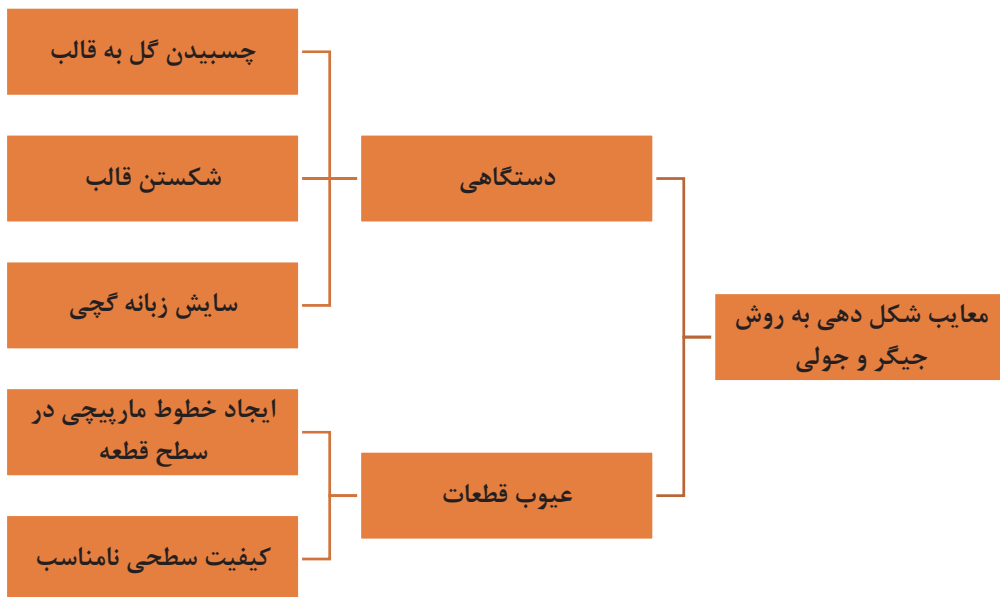 معایب شکل دهی به روش
جیگر و جولی
دستگاهی
چسبیدن گل به قالب
شکستن قالب
سایش زبانه گچی
عیوب قطعات
ایجاد خطوط مارپیچی در
سطح قطعه
کیفیت سطحی نامناسب